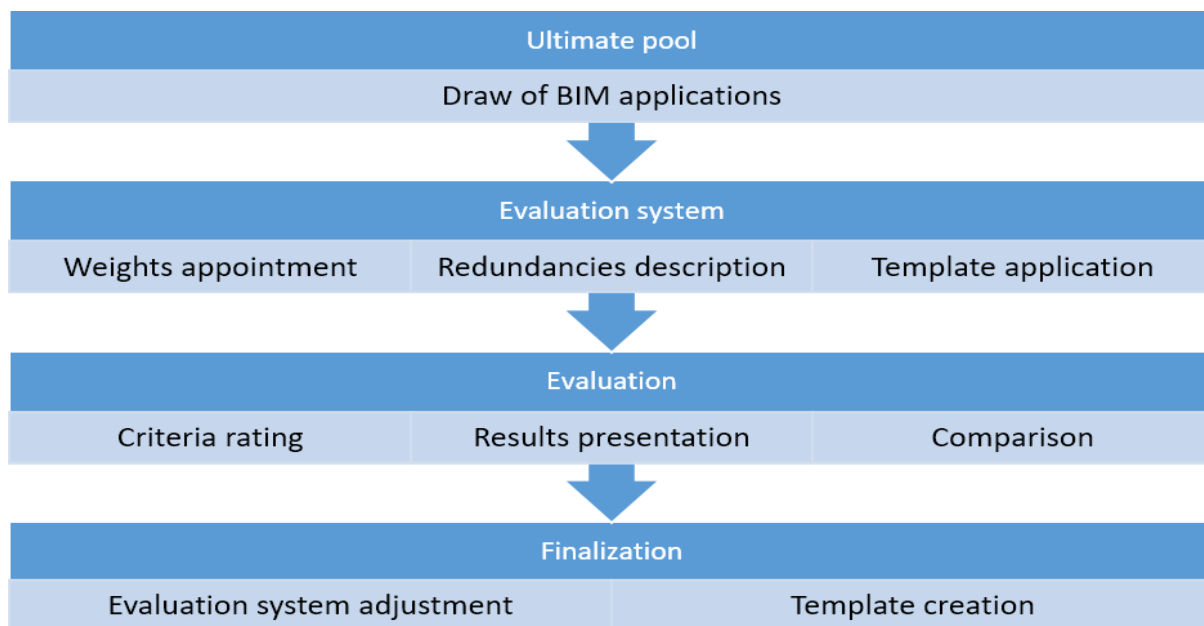 Ultimate pool
Draw of BIM applications
Evaluation system
Weights appointment
Redundancies description
Template application
Evaluation
Criteria rating
Results presentation
Comparison
Finalization
Evaluation system adjustment
Template creation